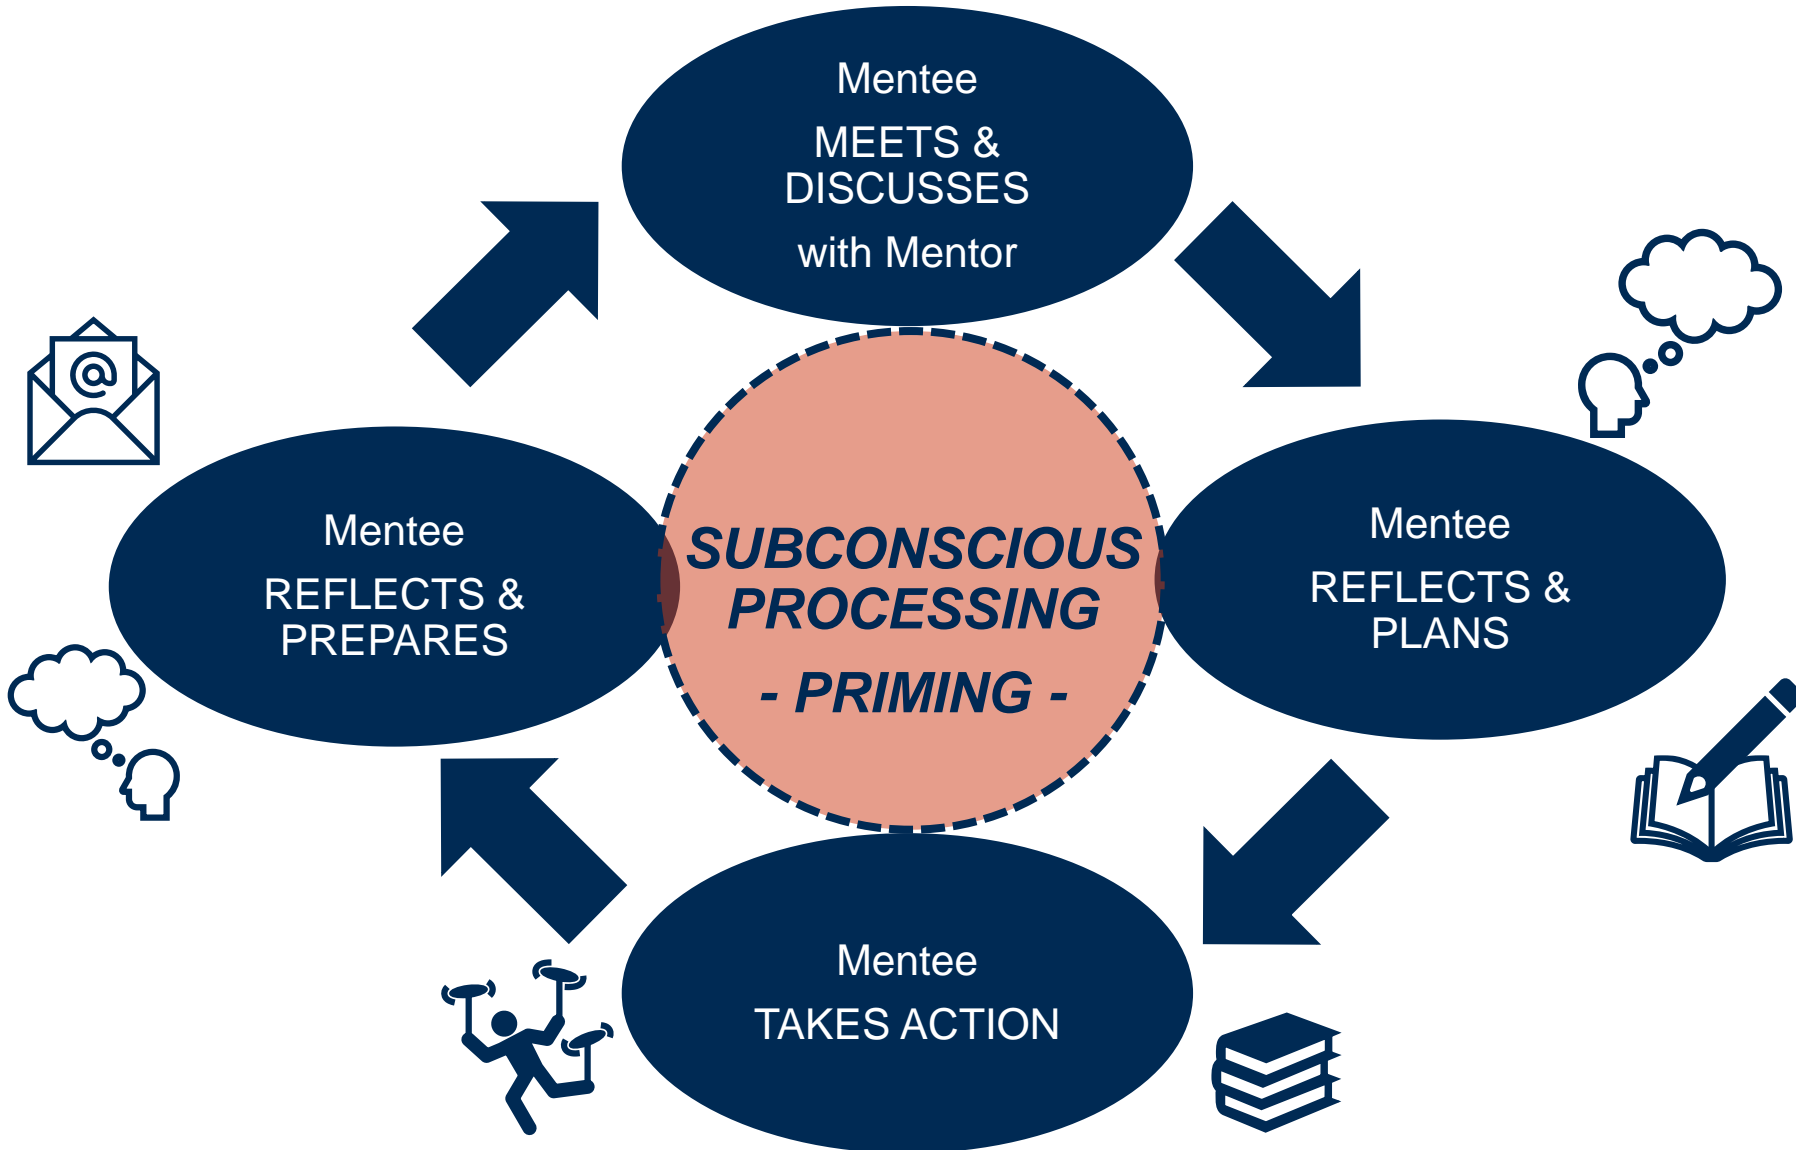 Mentee
MEETS &
DISCUSSES
with Mentor
@
Mentee
REFLECTS &
PREPARES
SUBCONSCIOUS
PROCESSING
- PRIMING -
Mentee
REFLECTS &
PLANS
Mentee
TAKES ACTION